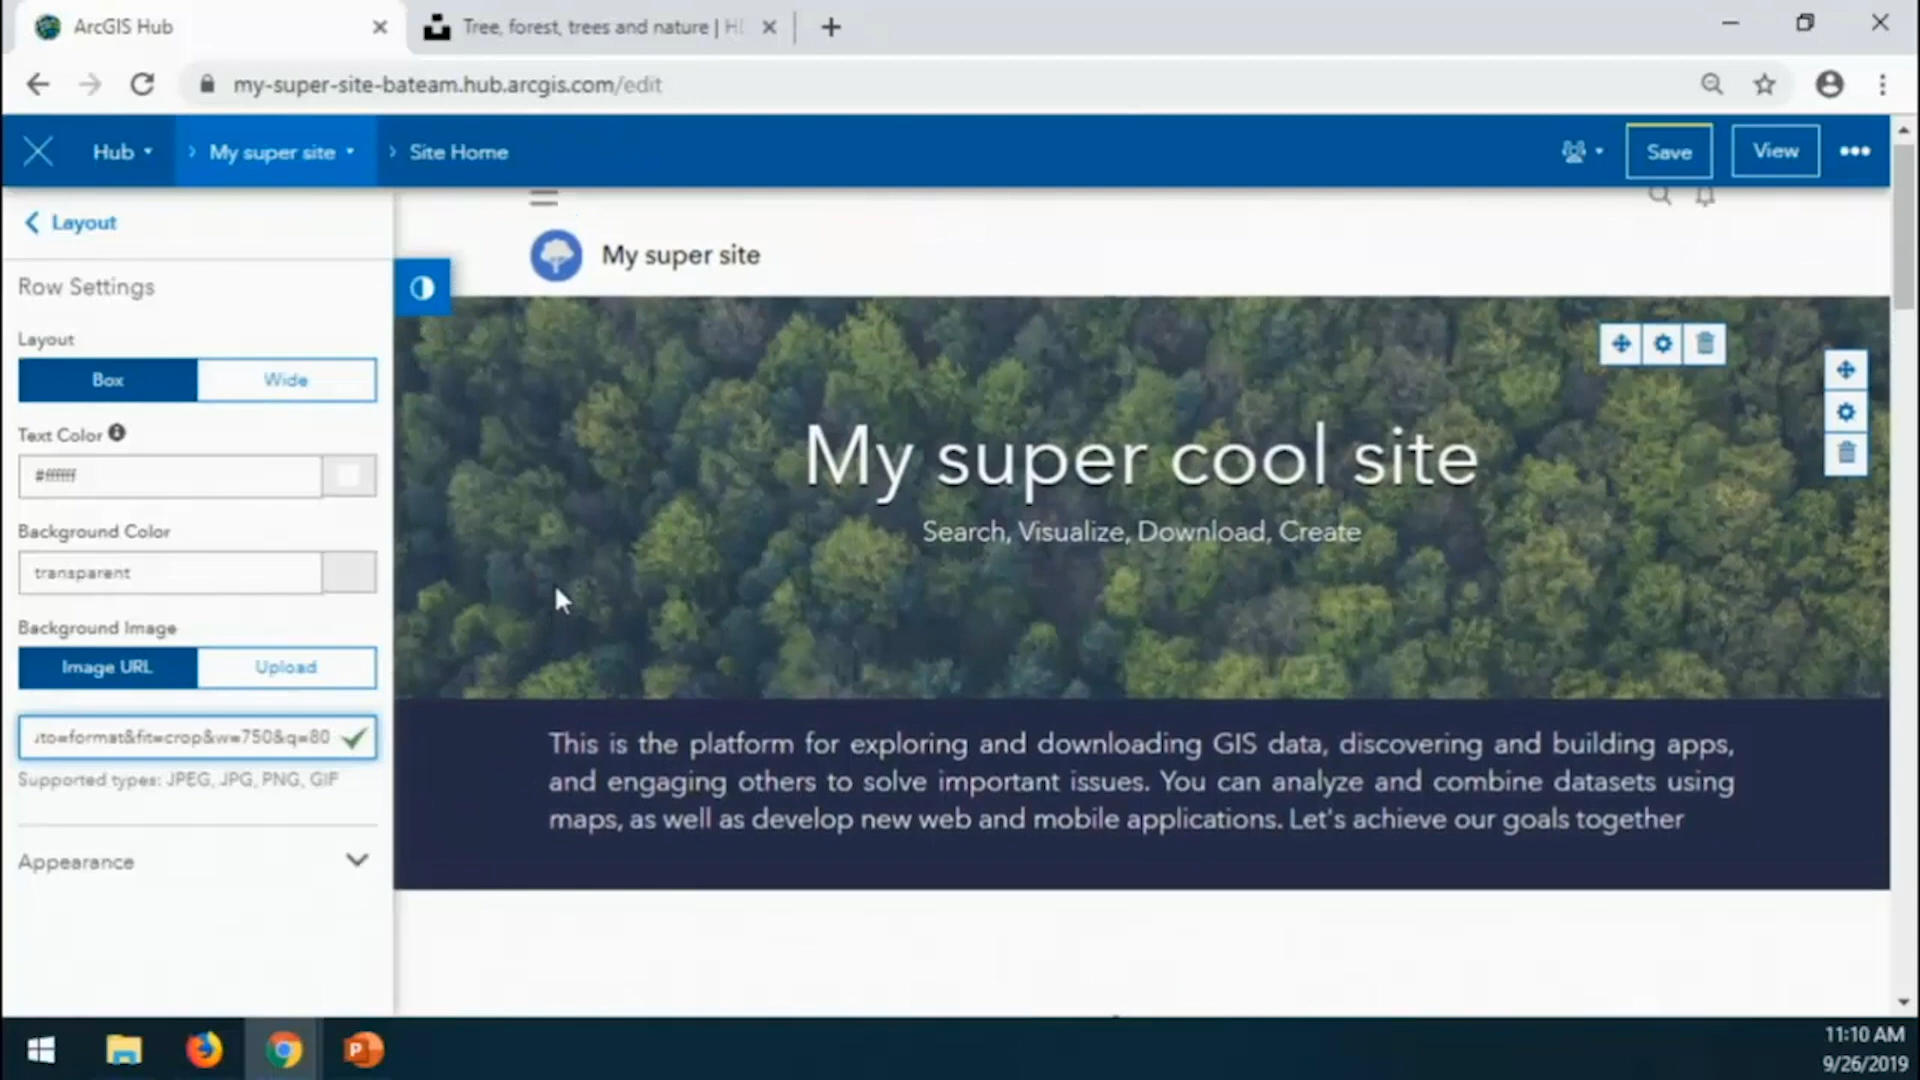 ArcGIS Hub
Tree, forest, trees and nature | H
my-super-site-bateam.hub.arcgis.com/edit
Hub
My super site
Site Home
Save
View
Layout
Row Settings
My super site
Layout
Box
Wide
Text Color
#ffffff
Background Color
transparent
Background Image
Image URL
Upload
ito=format&fit=crop&w=750&q=80
Supported types: JPEG, JPG, PNG, GIF
Appearance
My super cool site
Search, Visualize, Download, Create
This is the platform for exploring and downloading GIS data, discovering and building apps,
and engaging others to solve important issues. You can analyze and combine datasets using
maps, as well as develop new web and mobile applications. Let's achieve our goals together
11:10 AM
9/26/2019